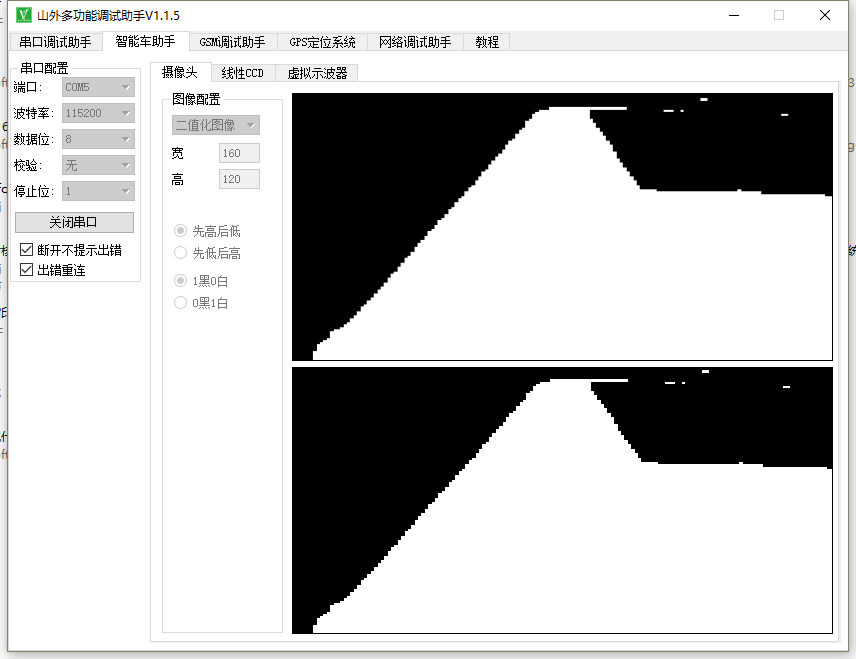 山外多功能调试助手V1.1.5
串口调试助手 智能车助手 GSM调试助手 GPS定位系统 网络调试助手 教程
串口配置
端口: COM5
波特率: 115200
数据位: 8
校验: 无
停止位: 1
关闭串口
断开不提示出错
出错重连
摄像头 线性CCD 虚拟示波器
图像配置
二值化图像
宽 160
高 120
先高后低
先低后高
1黑0白
0黑1白